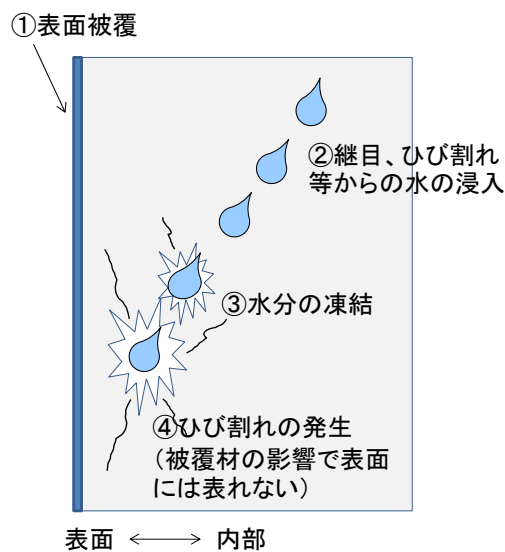 ①表面被覆
②継目、ひび割れ
等からの水の浸入
③水分の凍結
④ひび割れの発生
（被覆材の影響で表面
には表れない）
表面 ←→ 内部